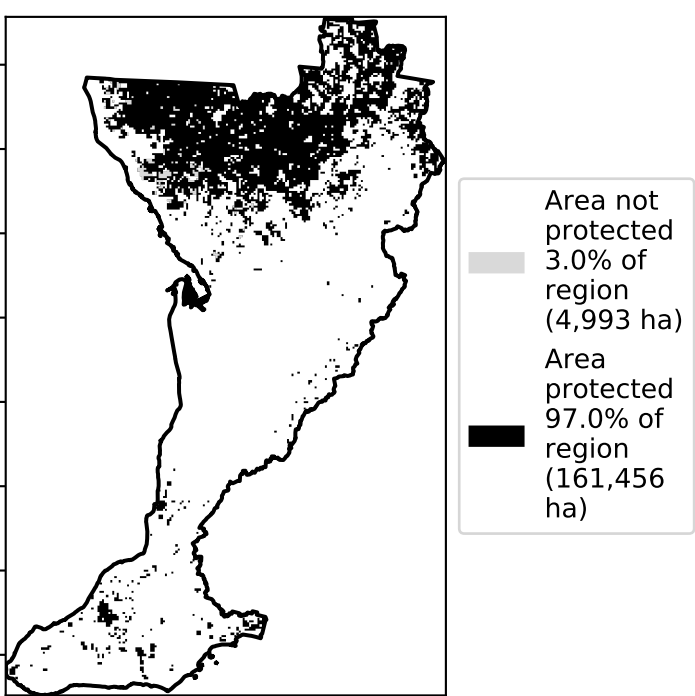 Area not
protected
3.0% of
region
(4,993 ha)
Area
protected
97.0% of
region
(161,456
ha)